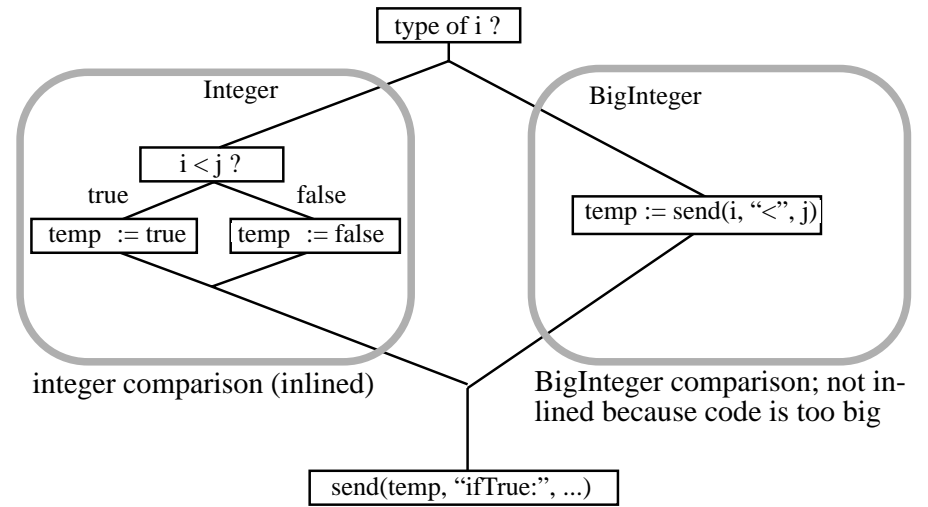 type of i ?
Integer
BigInteger
i < j ?
true
false
temp := true
temp := false
temp := send(i, “<”, j)
integer comparison (inlined)
BigInteger comparison; not in-
lined because code is too big
send(temp, “ifTrue:”, ...)